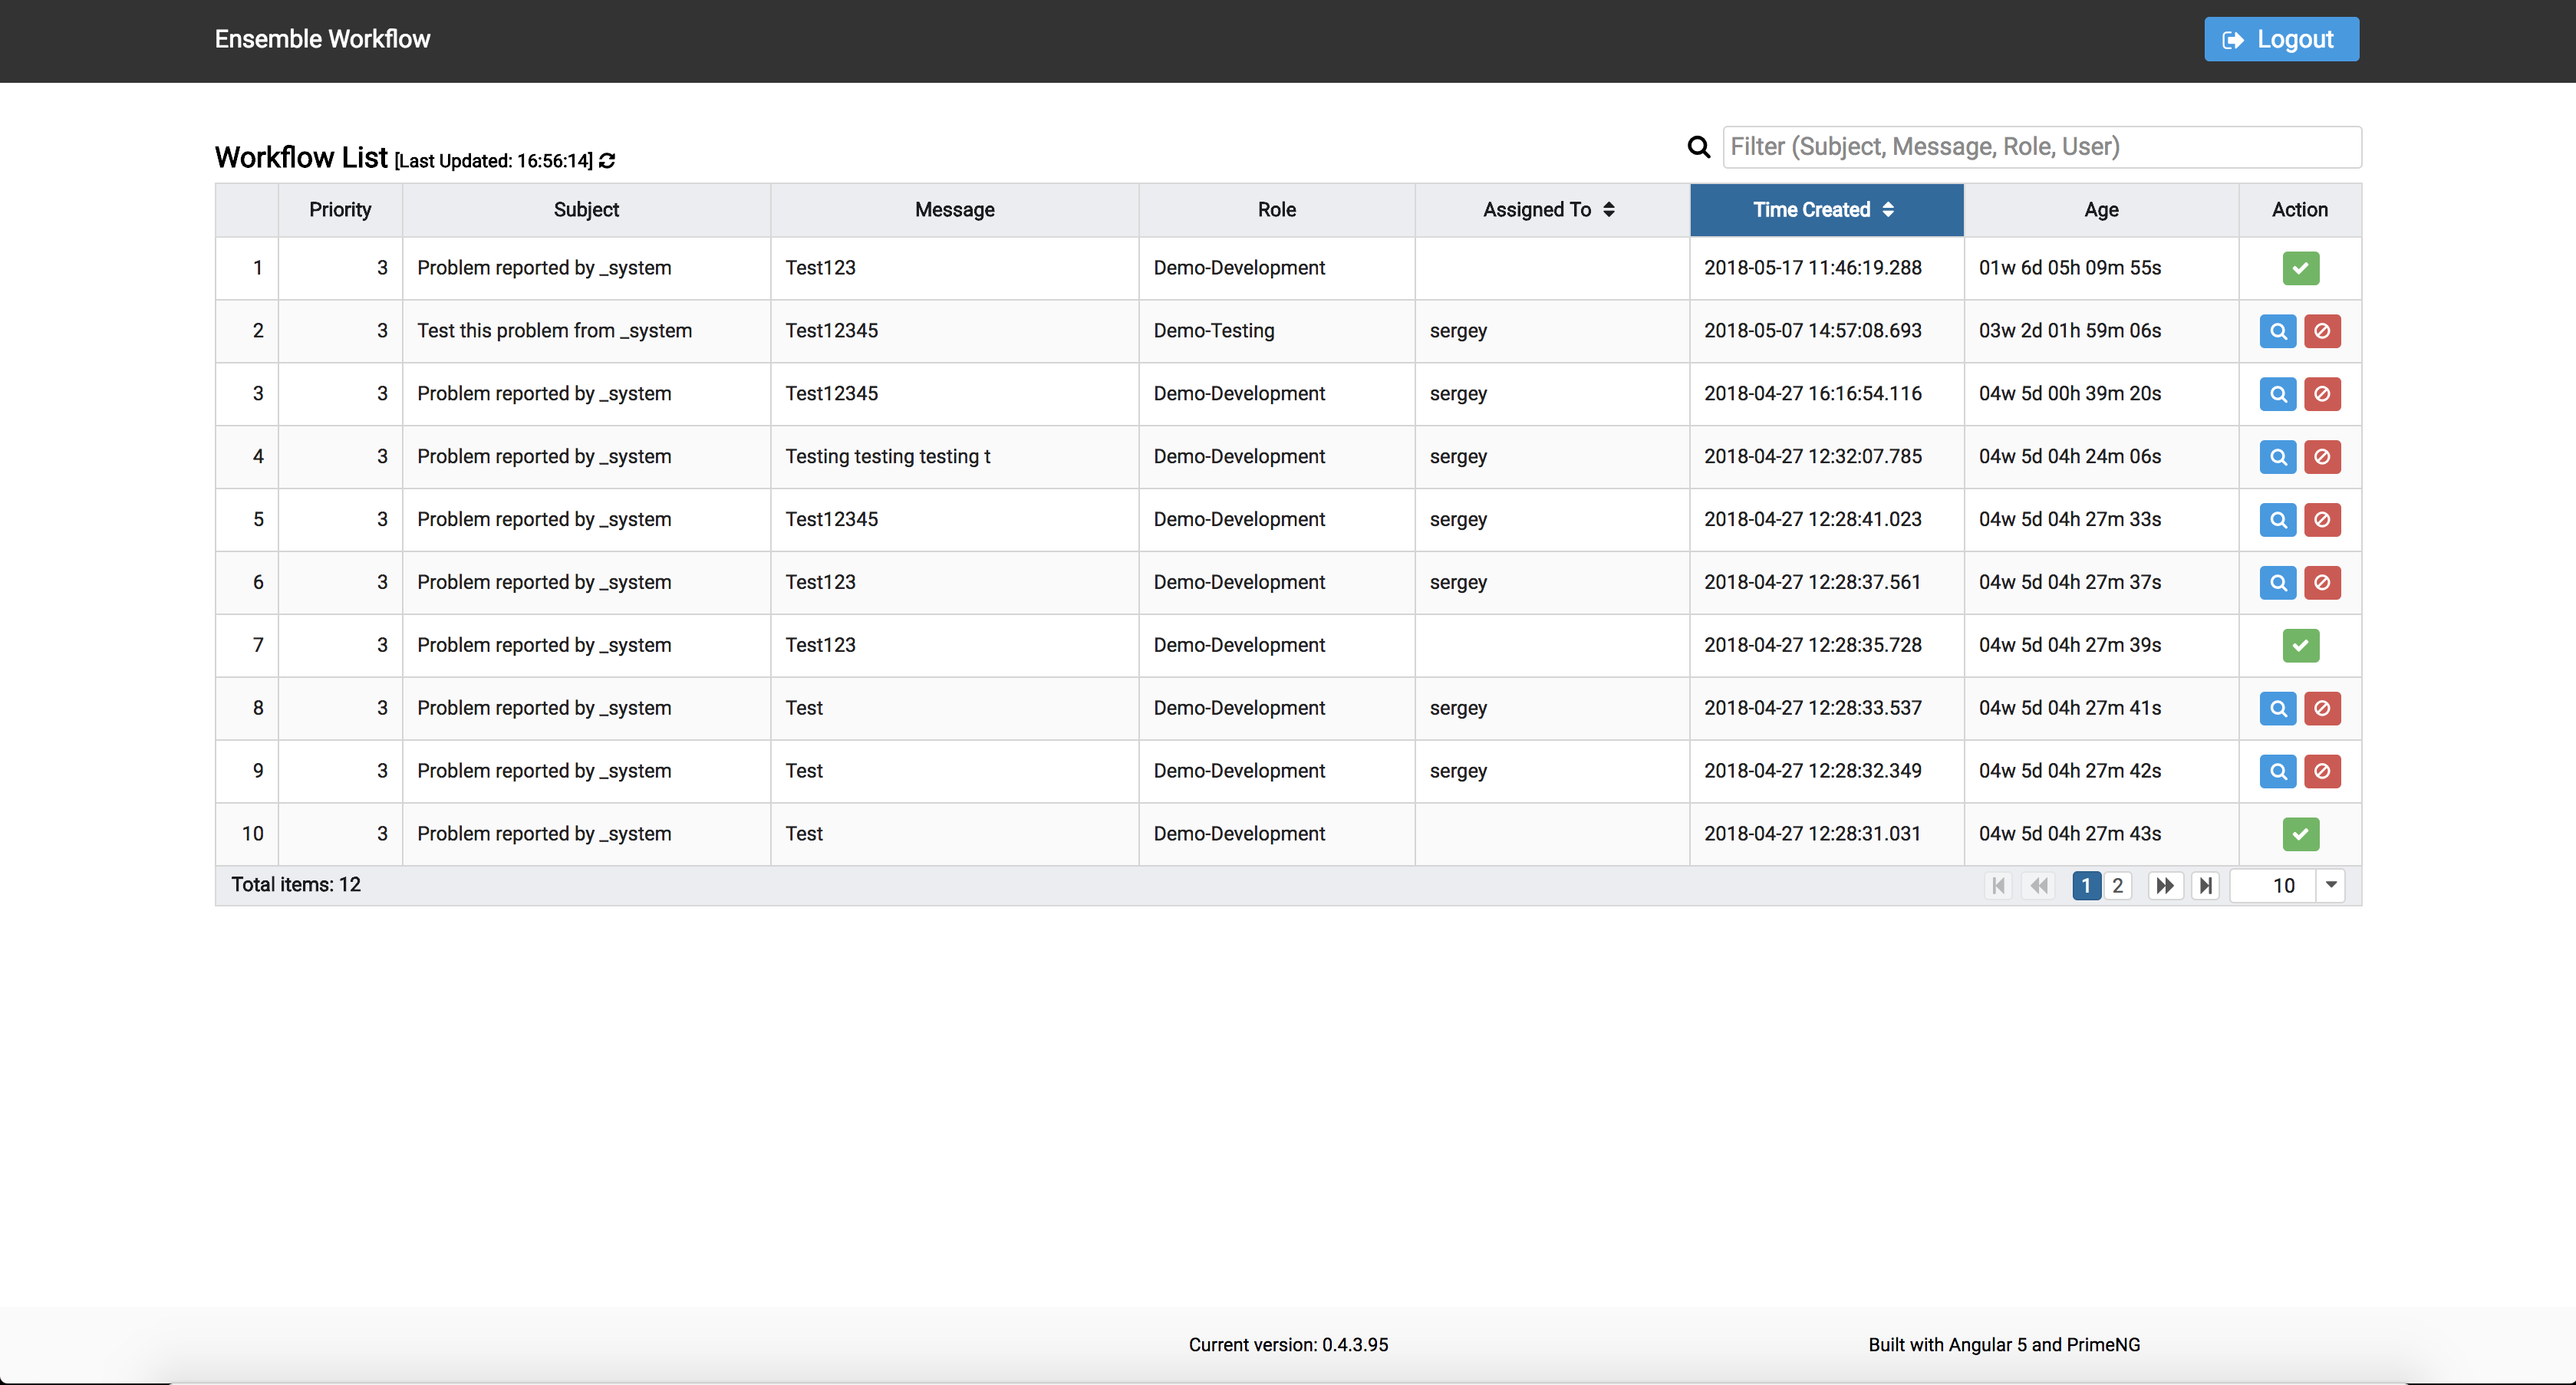 Ensemble Workflow
Logout
Workflow List [Last Updated: 16:56:14]
Filter (Subject, Message, Role, User)
Priority Subject Message Role Assigned To Time Created Age Action
1 3 Problem reported by _system Test123 Demo-Development 2018-05-17 11:46:19.288 01w 6d 05h 09m 55s
2 3 Test this problem from _system Test12345 Demo-Testing sergey 2018-05-07 14:57:08.693 03w 2d 01h 59m 06s
3 3 Problem reported by _system Test12345 Demo-Development sergey 2018-04-27 16:16:54.116 04w 5d 00h 39m 20s
4 3 Problem reported by _system Testing testing testing t Demo-Development sergey 2018-04-27 12:32:07.785 04w 5d 04h 24m 06s
5 3 Problem reported by _system Test12345 Demo-Development sergey 2018-04-27 12:28:41.023 04w 5d 04h 27m 33s
6 3 Problem reported by _system Test123 Demo-Development sergey 2018-04-27 12:28:37.561 04w 5d 04h 27m 37s
7 3 Problem reported by _system Test123 Demo-Development 2018-04-27 12:28:35.728 04w 5d 04h 27m 39s
8 3 Problem reported by _system Test Demo-Development sergey 2018-04-27 12:28:33.537 04w 5d 04h 27m 41s
9 3 Problem reported by _system Test Demo-Development sergey 2018-04-27 12:28:32.349 04w 5d 04h 27m 42s
10 3 Problem reported by _system Test Demo-Development 2018-04-27 12:28:31.031 04w 5d 04h 27m 43s
Total items: 12 1 2 10
Current version: 0.4.3.95 Built with Angular 5 and PrimeNG